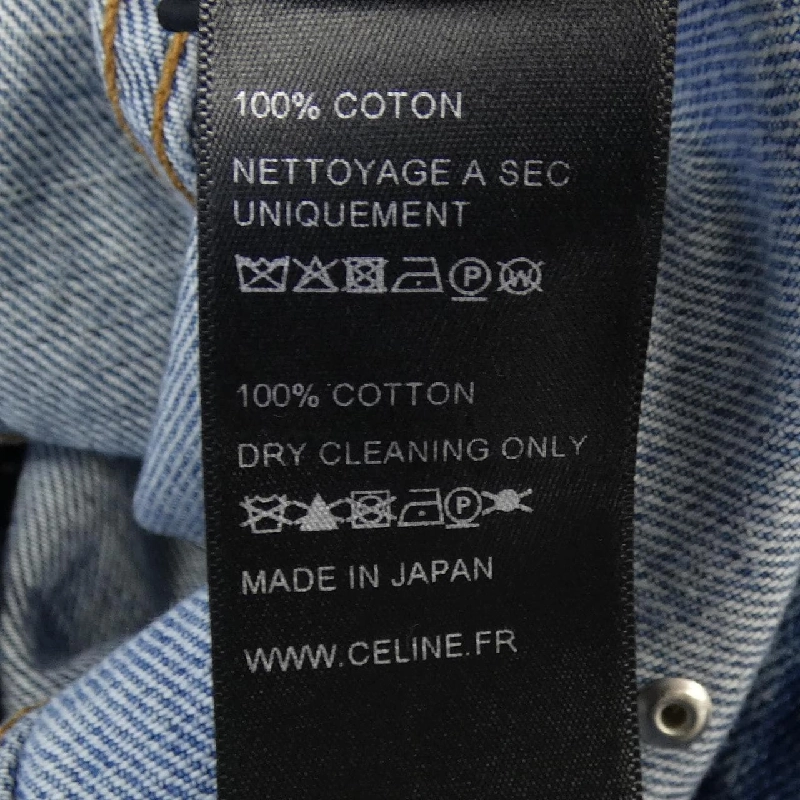 100% COTON
NETTOYAGE A SEC
UNIQUEMENT
P W
100% COTTON
DRY CLEANING ONLY
P
MADE IN JAPAN
WWW.CELINE.FR